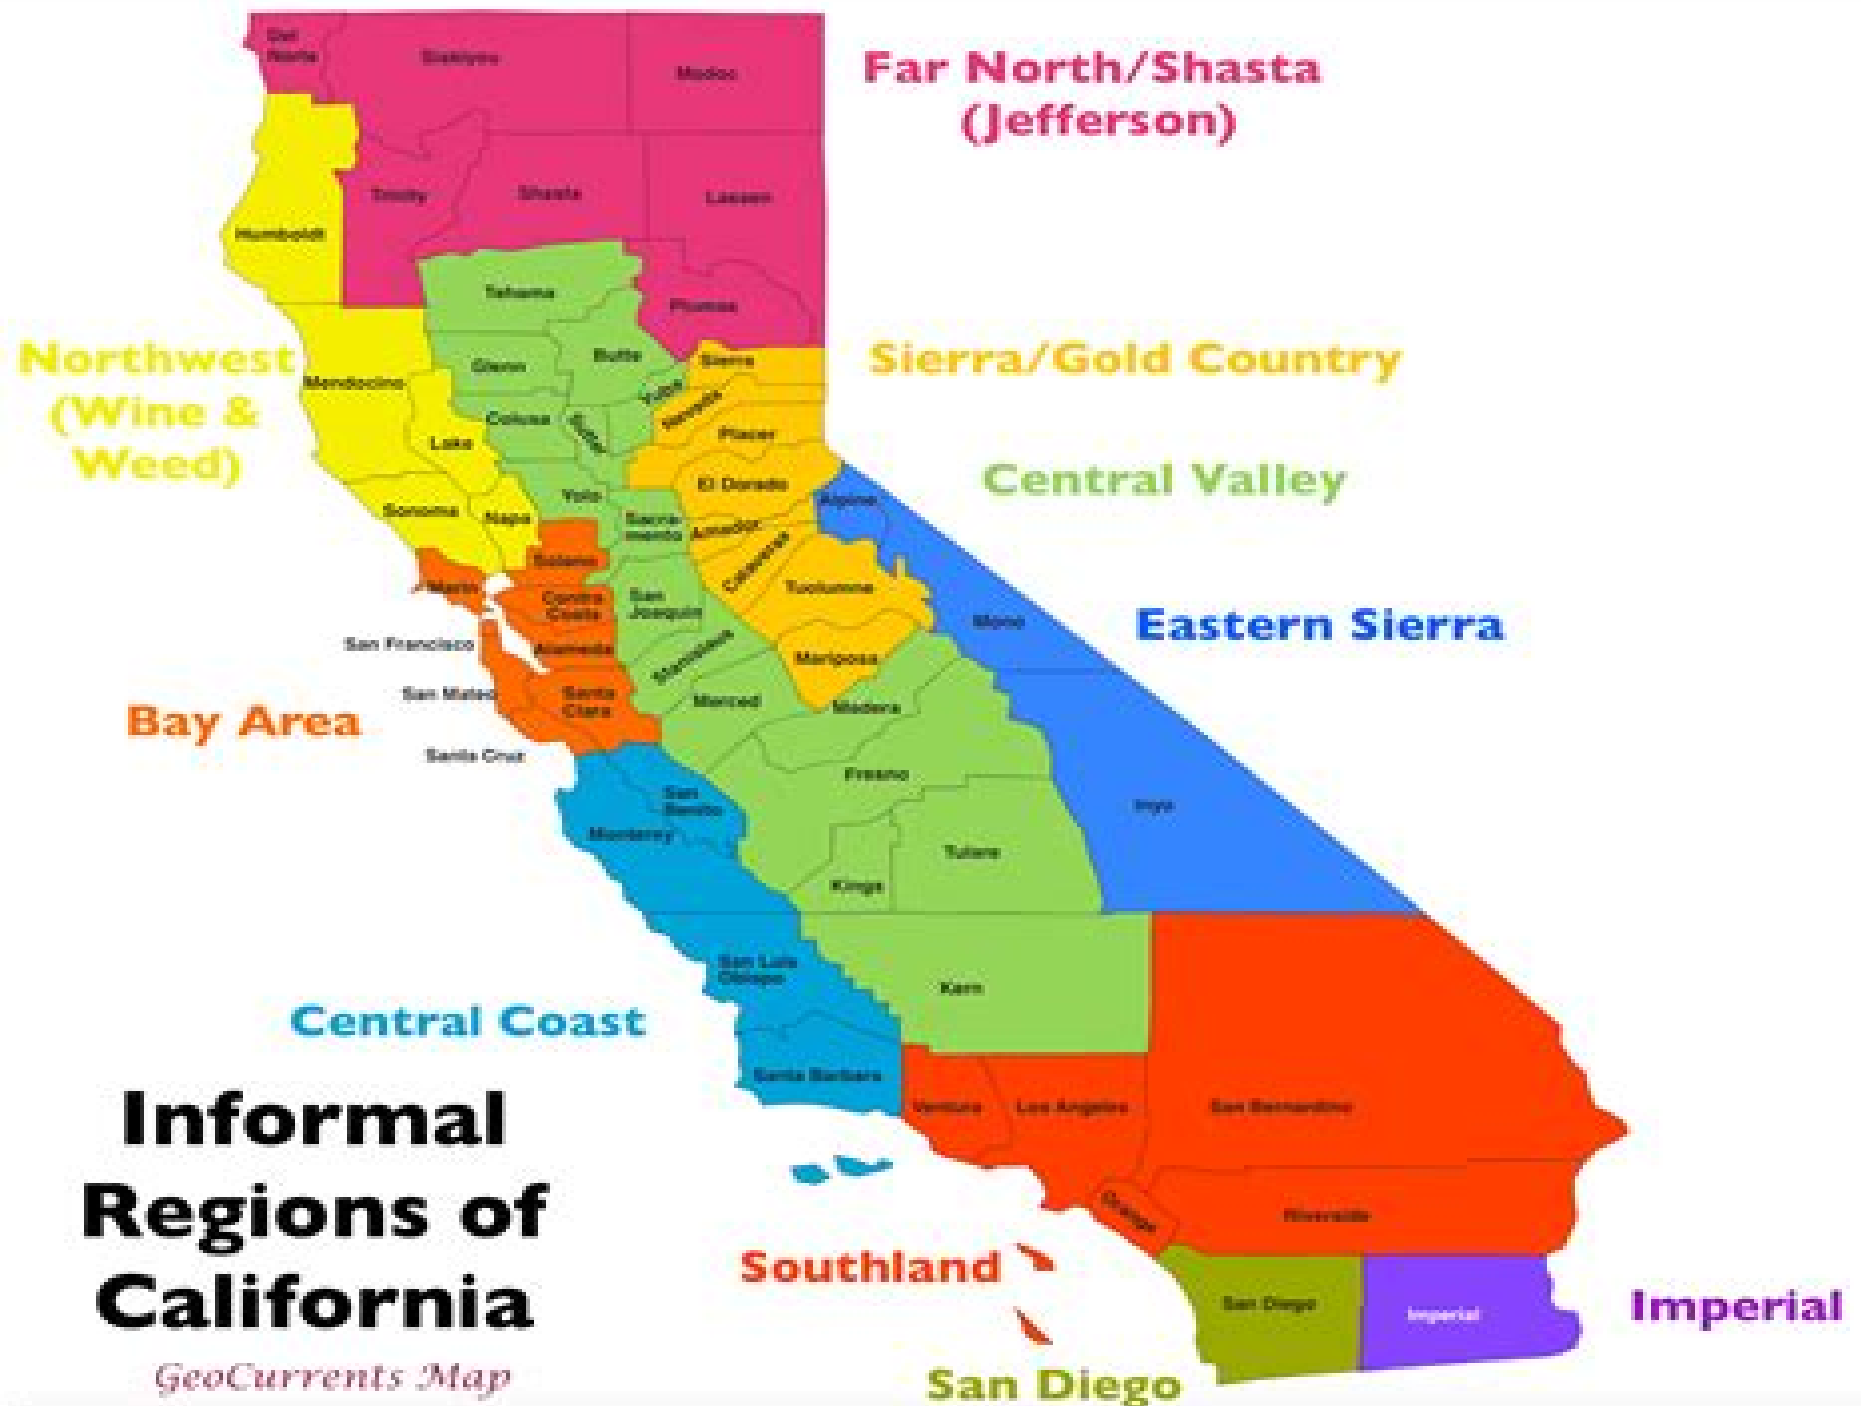 Del
Norte
Siskiyou
Modoc
Far North/Shasta
(Jefferson)
Trinity
Shasta
Lassen
Humboldt
Tehama
Plumas
Northwest
(Wine &
Weed)
Mendocino
Glenn
Butte
Sierra
Sierra/Gold Country
Yuba
Nevada
Colusa
Sutter
Placer
Lake
Central Valley
El Dorado
Alpine
Yolo
Sonoma
Napa
Sacra-
mento
Amador
Calaveras
Solano
Marin
Contra
Costa
San
Joaquin
Tuolumne
Mono
Eastern Sierra
San Francisco
Alameda
Stanislaus
Mariposa
San Mateo
Santa
Clara
Merced
Madera
Bay Area
Santa Cruz
Fresno
San
Benito
Monterey
Inyo
Tulare
Kings
San Luis
Obispo
Kern
Central Coast
Santa Barbara
Ventura
Los Angeles
San Bernardino
Informal
Regions of
California
GeoCurrents Map
Orange
Riverside
Southland
San Diego
Imperial
Imperial
San Diego